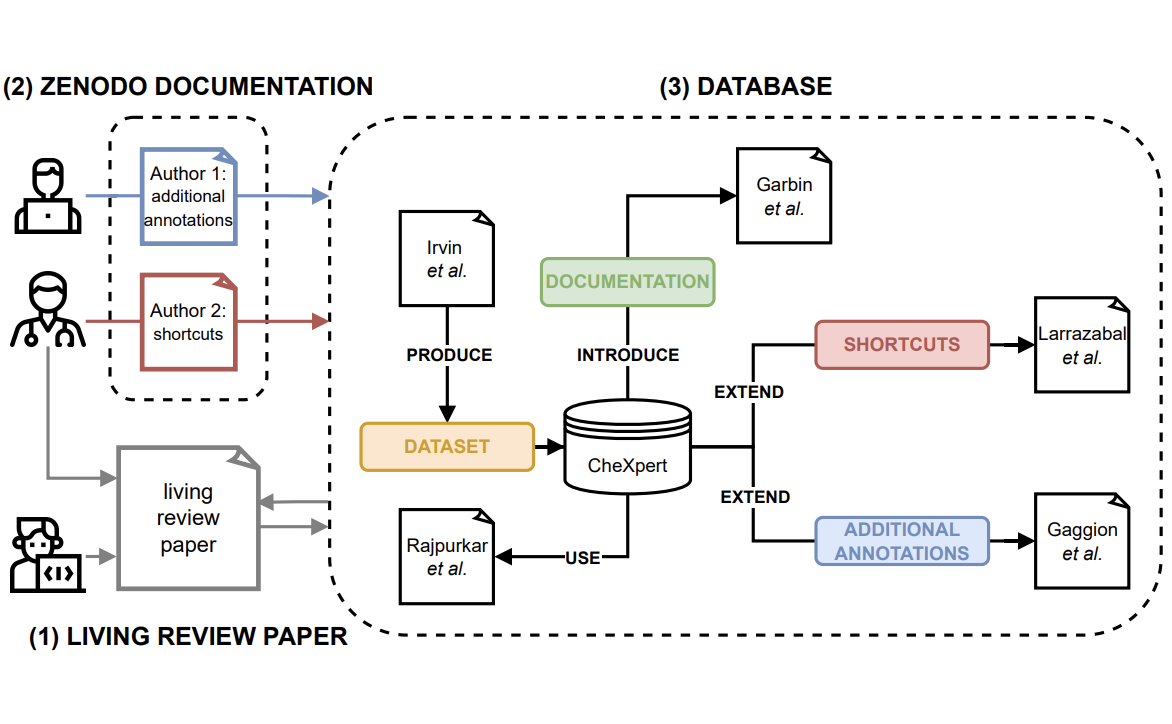 (2) ZENODO DOCUMENTATION
(3) DATABASE
Author 1:
additional
annotations
Author 2:
shortcuts
living
review
paper
(1) LIVING REVIEW PAPER
Irvin
et al.
PRODUCE
DATASET
CheXpert
INTRODUCE
DOCUMENTATION
Garbin
et al.
EXTEND
SHORTCUTS
Larrazabal
et al.
EXTEND
ADDITIONAL
ANNOTATIONS
Gaggion
et al.
USE
Rajpurkar
et al.